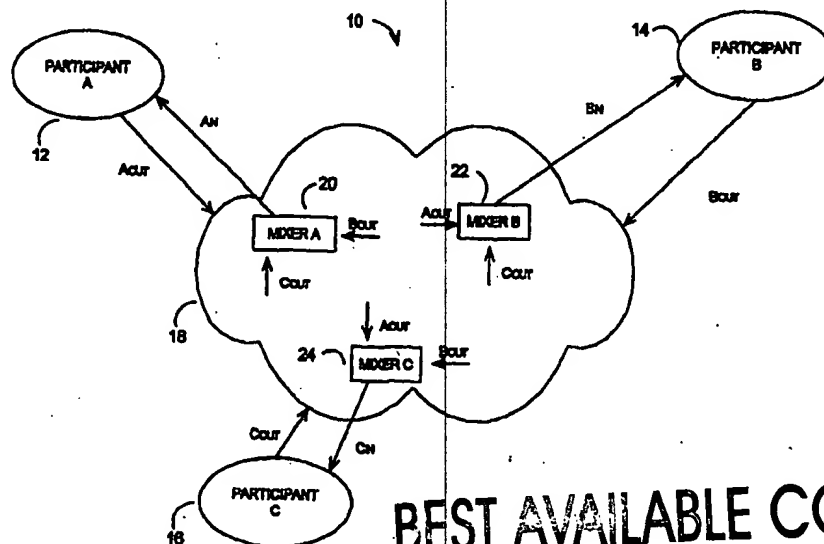 10
14
PARTICIPANT
A
PARTICIPANT
B
12
AIN
BIN
AOUT
BOUT
20
22
MIXER A
BOUT
AOUT
MIXER B
COUT
COUT
18
AOUT
24
MIXER C
BOUT
COUT
CIN
PARTICIPANT
C
16
BEST AVAILABLE CO